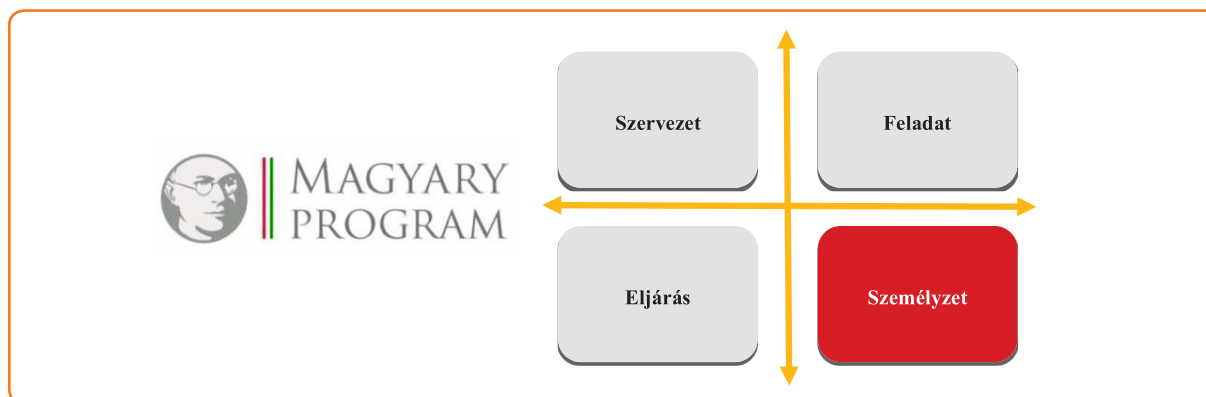 MAGYARY
PROGRAM
Szervezet
Feladat
Eljárás
Személyzet